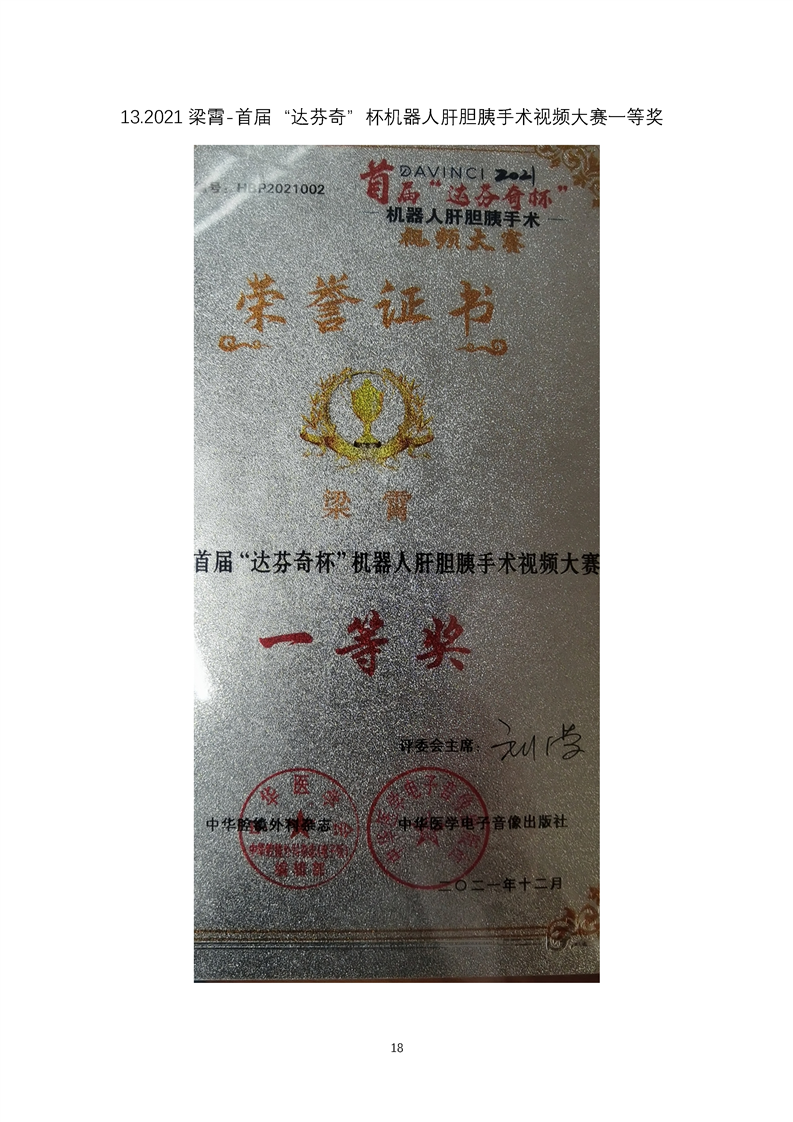 13.2021 梁霄-首届 “达芬奇” 杯机器人肝胆胰手术视频大赛一等奖
号：HBP2021002
DAVINCI 2021
首届“达芬奇杯”
机器人肝胆胰手术
视频大赛
荣誉证书
梁霄
首届“达芬奇杯”机器人肝胆胰手术视频大赛
一等奖
评委会主席：
中华腔镜外科杂志
中华医学电子音像出版社
二〇二一年十二月
18